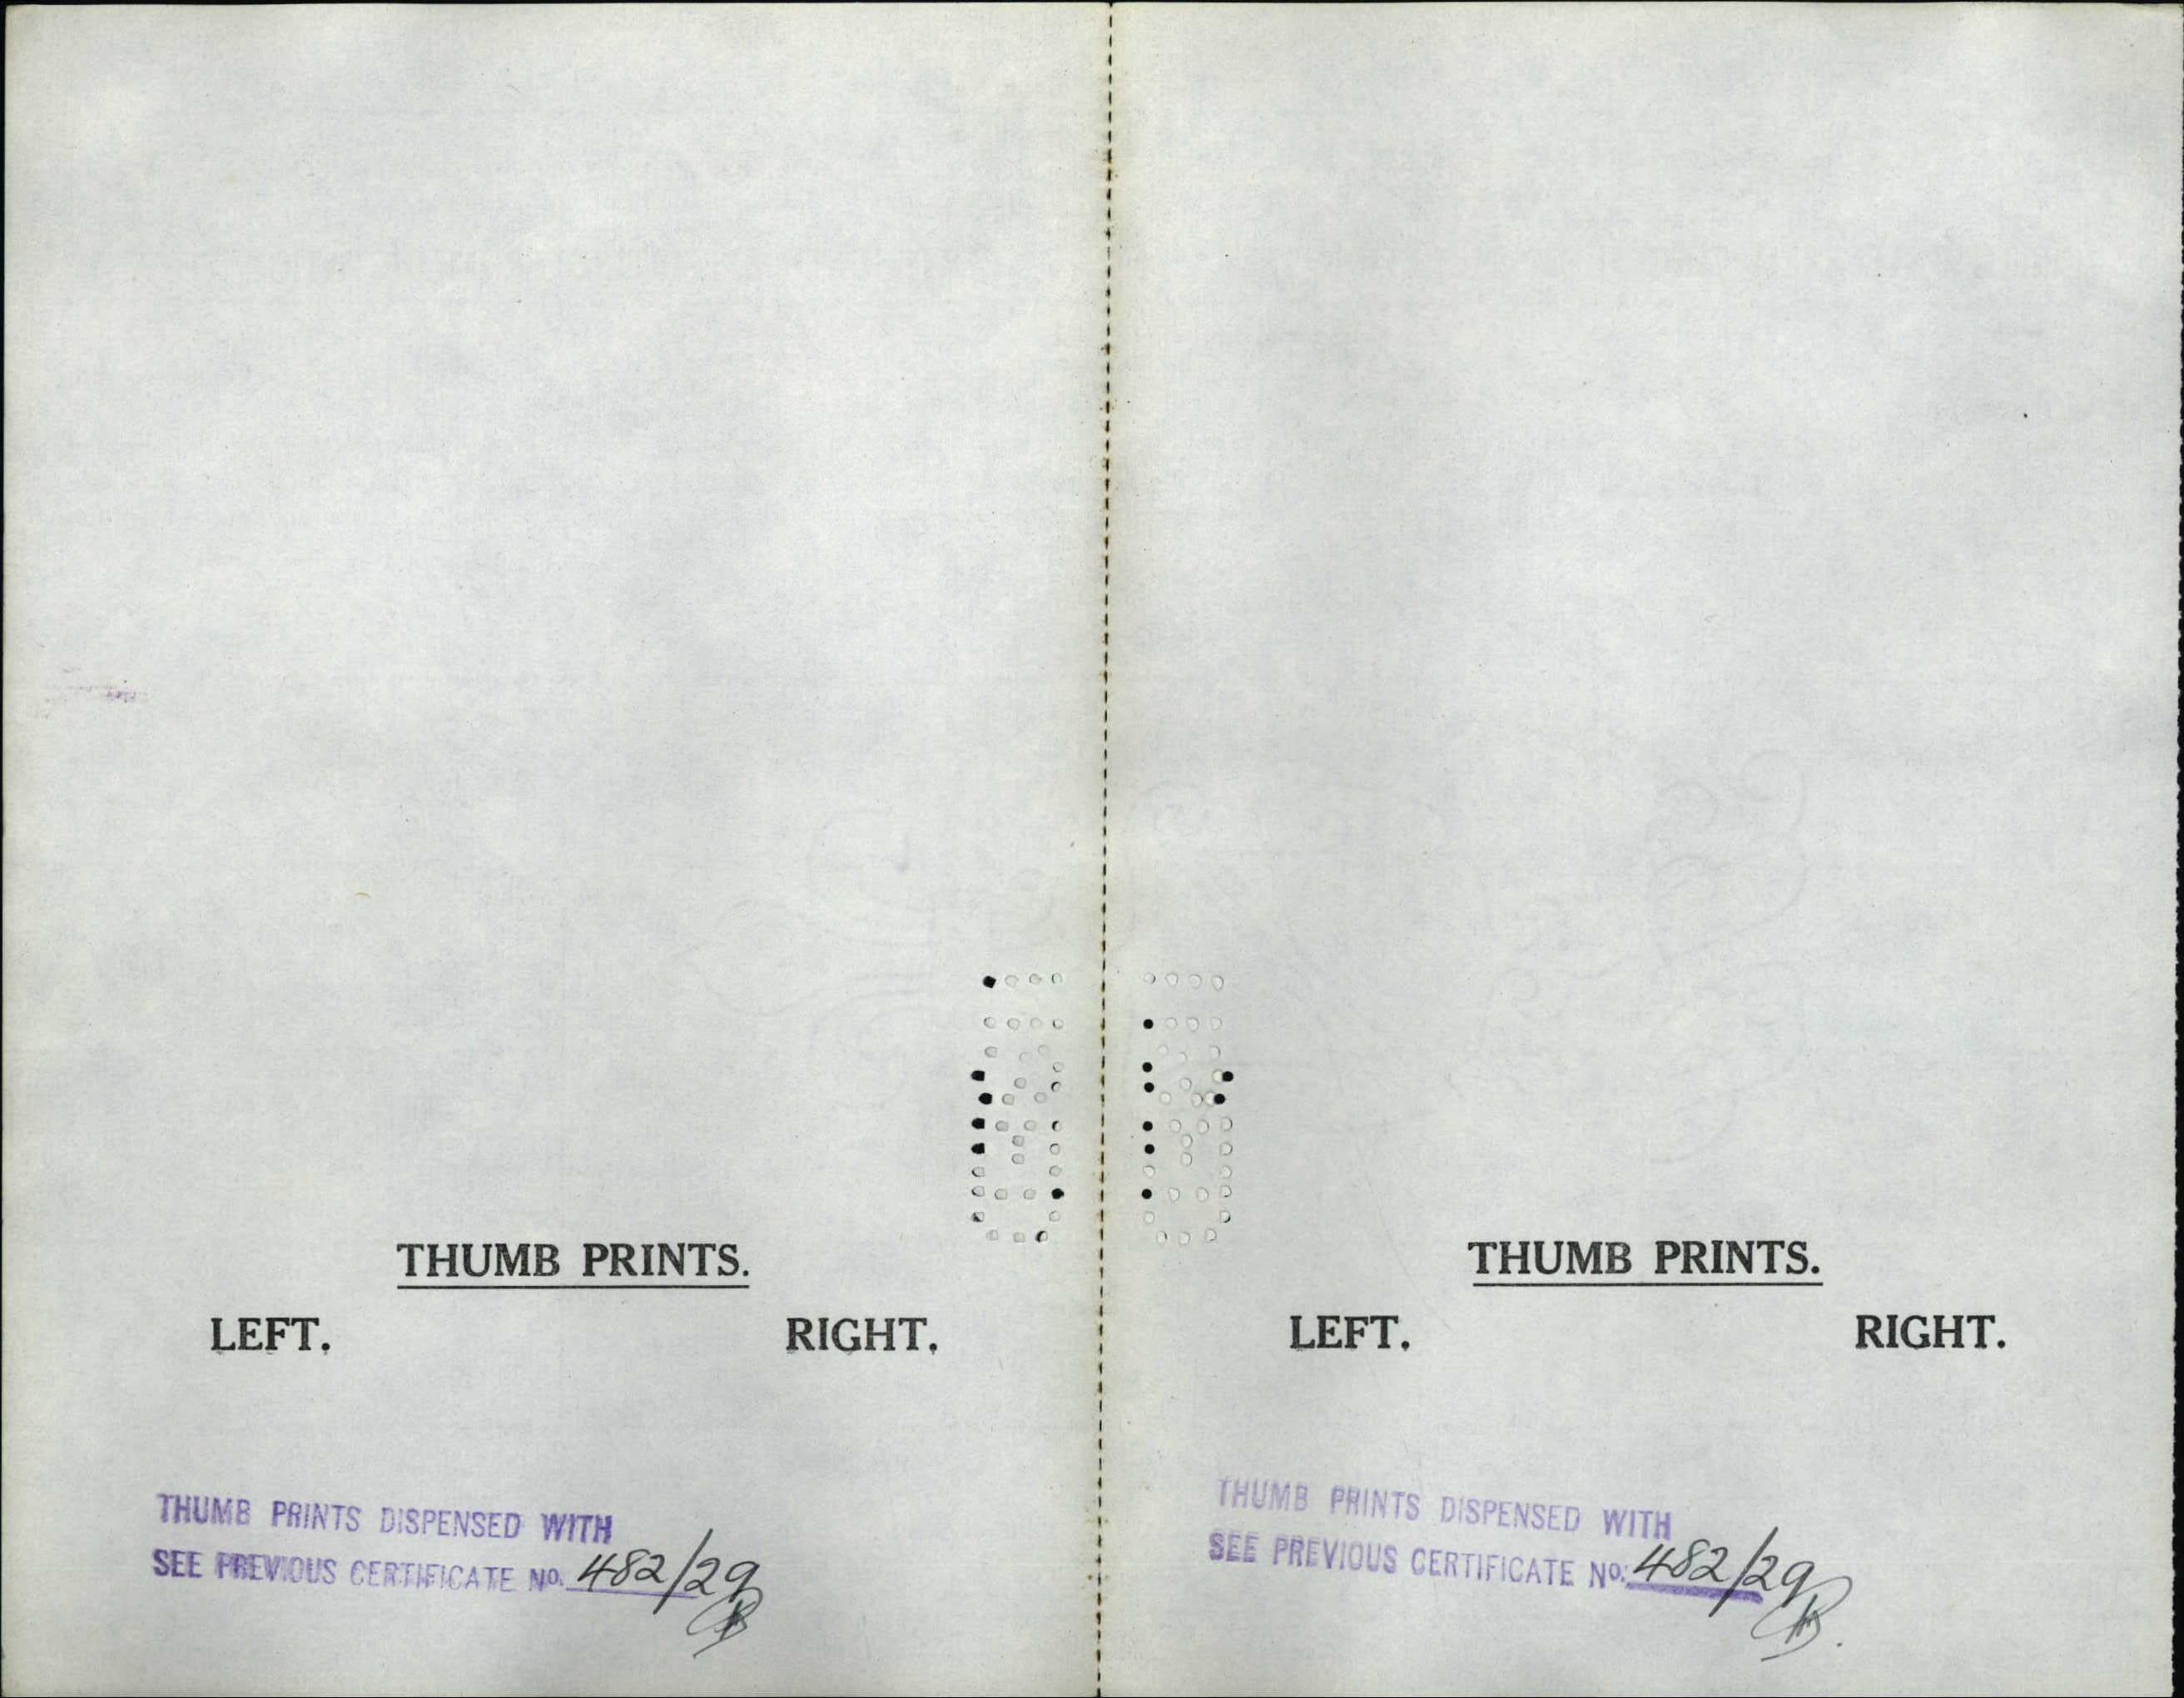 THUMB PRINTS.
LEFT. RIGHT.
THUMB PRINTS DISPENSED WITH
SEE PREVIOUS CERTIFICATE No. 482/29
THUMB PRINTS.
LEFT. RIGHT.
THUMB PRINTS DISPENSED WITH
SEE PREVIOUS CERTIFICATE No. 482/29